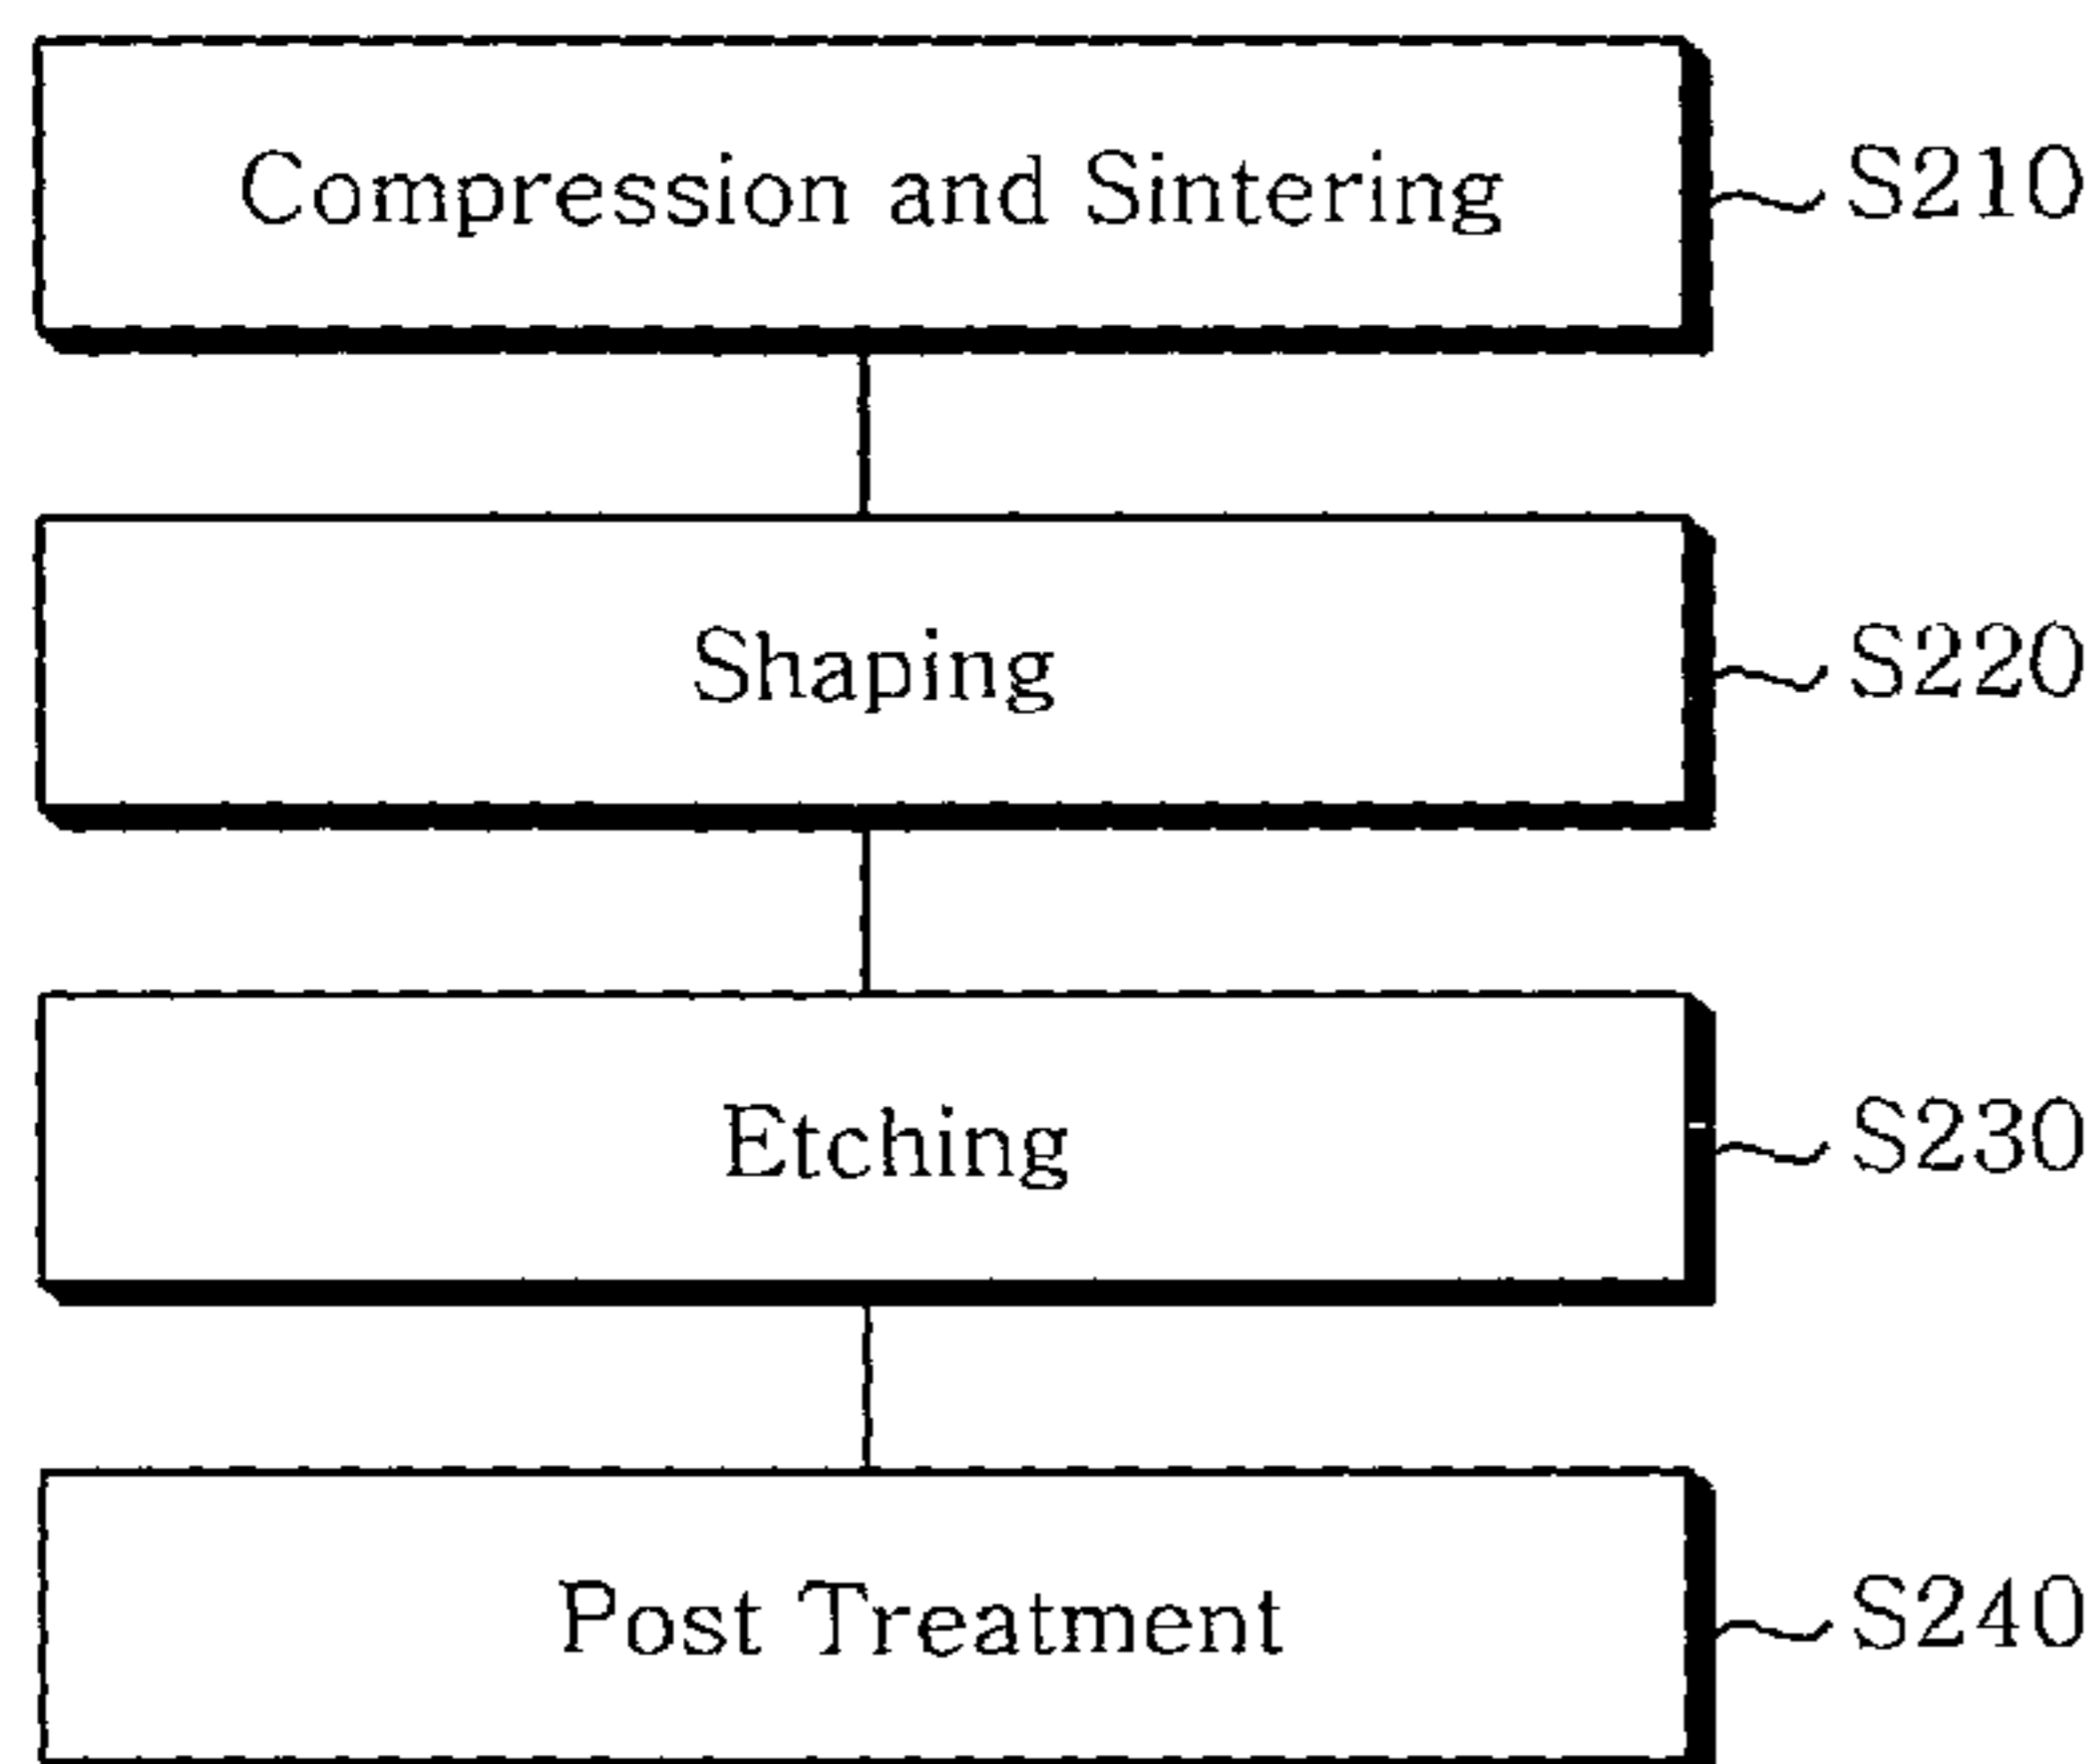 Compression and Sintering S210
Shaping S220
Etching S230
Post Treatment S240